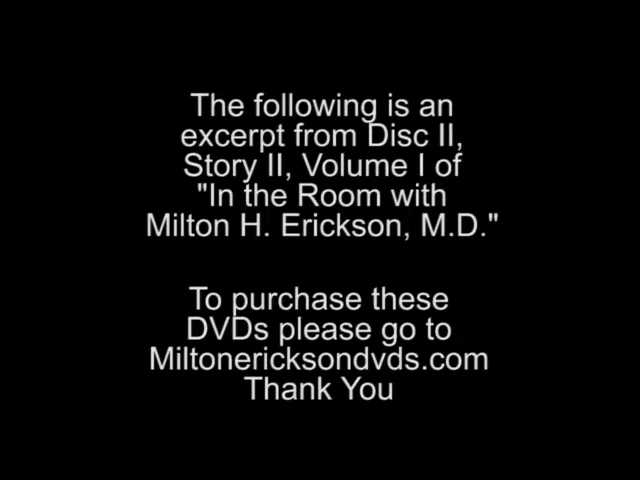 The following is an
excerpt from Disc II,
Story II, Volume I of
"In the Room with
Milton H. Erickson, M.D."
To purchase these
DVDs please go to
Miltonericksondvds.com
Thank You